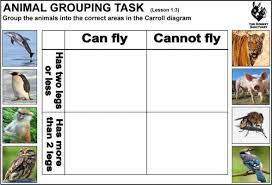 ANIMAL GROUPING TASK (Lesson 1.3)
Group the animals into the correct areas in the Carroll diagram
Can fly
Cannot fly
Has two legs
or less
Has more
than 2 legs